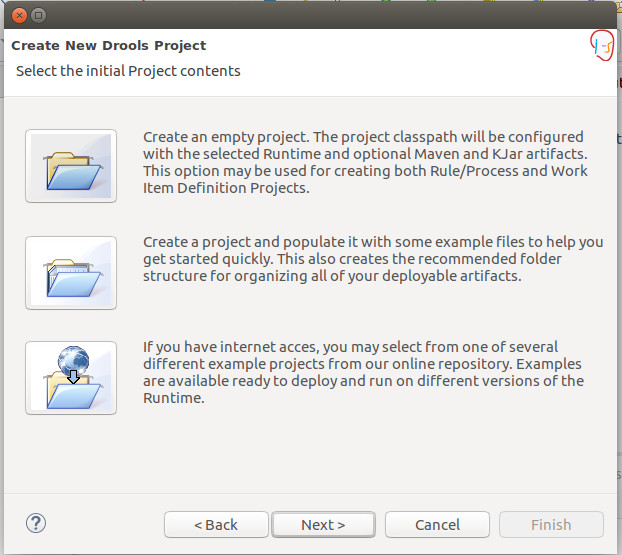 Create New Drools Project
Select the initial Project contents
Create an empty project. The project classpath will be configured
with the selected Runtime and optional Maven and KJar artifacts.
This option may be used for creating both Rule/Process and Work
Item Definition Projects.
Create a project and populate it with some example files to help you
get started quickly. This also creates the recommended folder
structure for organizing all of your deployable artifacts.
If you have internet acces, you may select from one of several
different example projects from our online repository. Examples
are available ready to deploy and run on different versions of the
Runtime.
?
< Back
Next >
Cancel
Finish